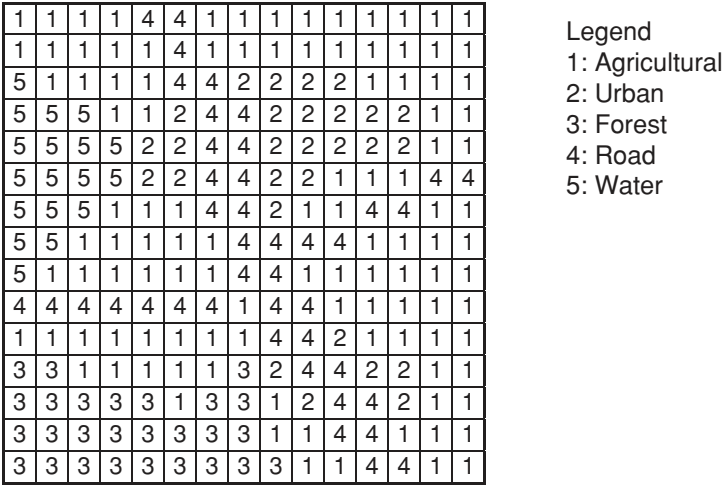 1 1 1 1 4 4 1 1 1 1 1 1 1 1 1
1 1 1 1 1 4 1 1 1 1 1 1 1 1 1
5 1 1 1 1 4 4 2 2 2 2 1 1 1 1
5 5 5 1 1 2 4 4 2 2 2 2 2 1 1
5 5 5 5 2 2 4 4 2 2 2 2 2 1 1
5 5 5 5 2 2 4 4 2 2 1 1 1 4 4
5 5 5 1 1 1 4 4 2 1 1 4 4 1 1
5 5 1 1 1 1 1 4 4 4 4 1 1 1 1
5 1 1 1 1 1 1 4 4 1 1 1 1 1 1
4 4 4 4 4 4 4 1 4 4 1 1 1 1 1
1 1 1 1 1 1 1 1 4 4 2 1 1 1 1
3 3 1 1 1 1 1 3 2 4 4 2 2 1 1
3 3 3 3 3 1 3 3 1 2 4 4 2 1 1
3 3 3 3 3 3 3 3 1 1 4 4 1 1 1
3 3 3 3 3 3 3 3 3 1 1 4 4 1 1
Legend
1: Agricultural
2: Urban
3: Forest
4: Road
5: Water